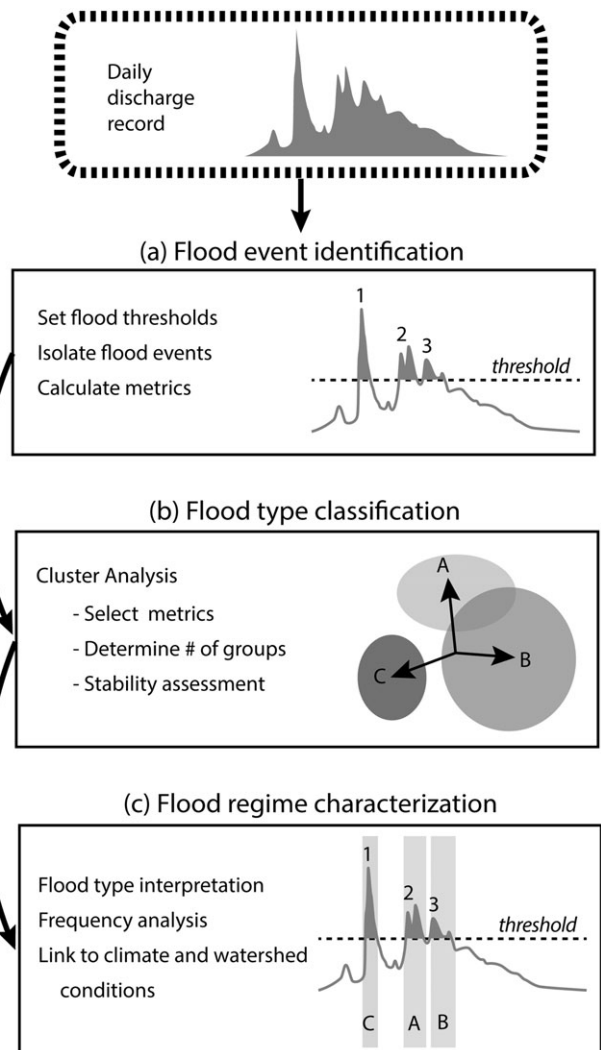 Daily
discharge
record
(a) Flood event identification
Set flood thresholds
Isolate flood events
Calculate metrics
1
2
3
threshold
(b) Flood type classification
Cluster Analysis
- Select metrics
- Determine # of groups
- Stability assessment
A
B
C
(c) Flood regime characterization
Flood type interpretation
Frequency analysis
Link to climate and watershed
conditions
1
2
3
threshold
C A B